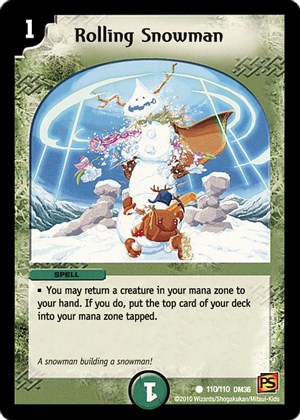 1
Rolling Snowman
SPELL
■ You may return a creature in your mana zone to
your hand. If you do, put the top card of your deck
into your mana zone tapped.
A snowman building a snowman!
1
● 110/110 DM36
©2010 Wizards/Shogakukan/Mitsui-Kids
PS